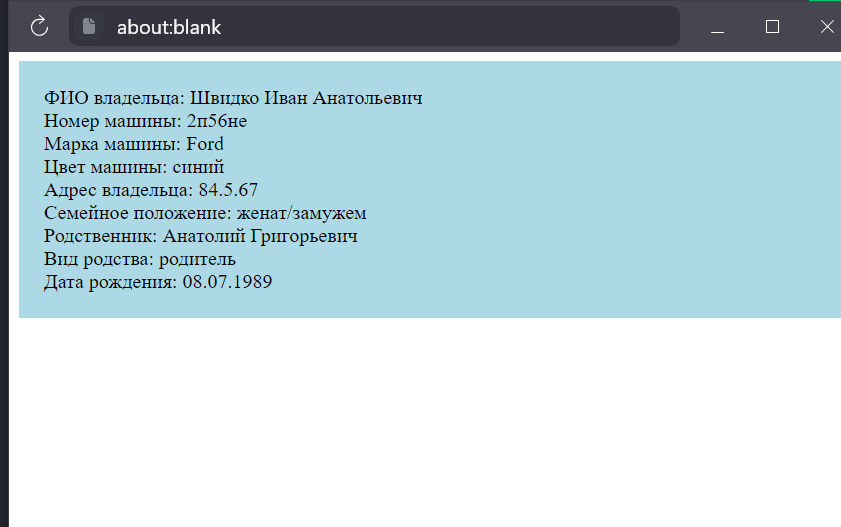 about:blank
ФИО владельца: Швидко Иван Анатольевич
Номер машины: 2п56не
Марка машины: Ford
Цвет машины: синий
Адрес владельца: 84.5.67
Семейное положение: женат/замужем
Родственник: Анатолий Григорьевич
Вид родства: родитель
Дата рождения: 08.07.1989